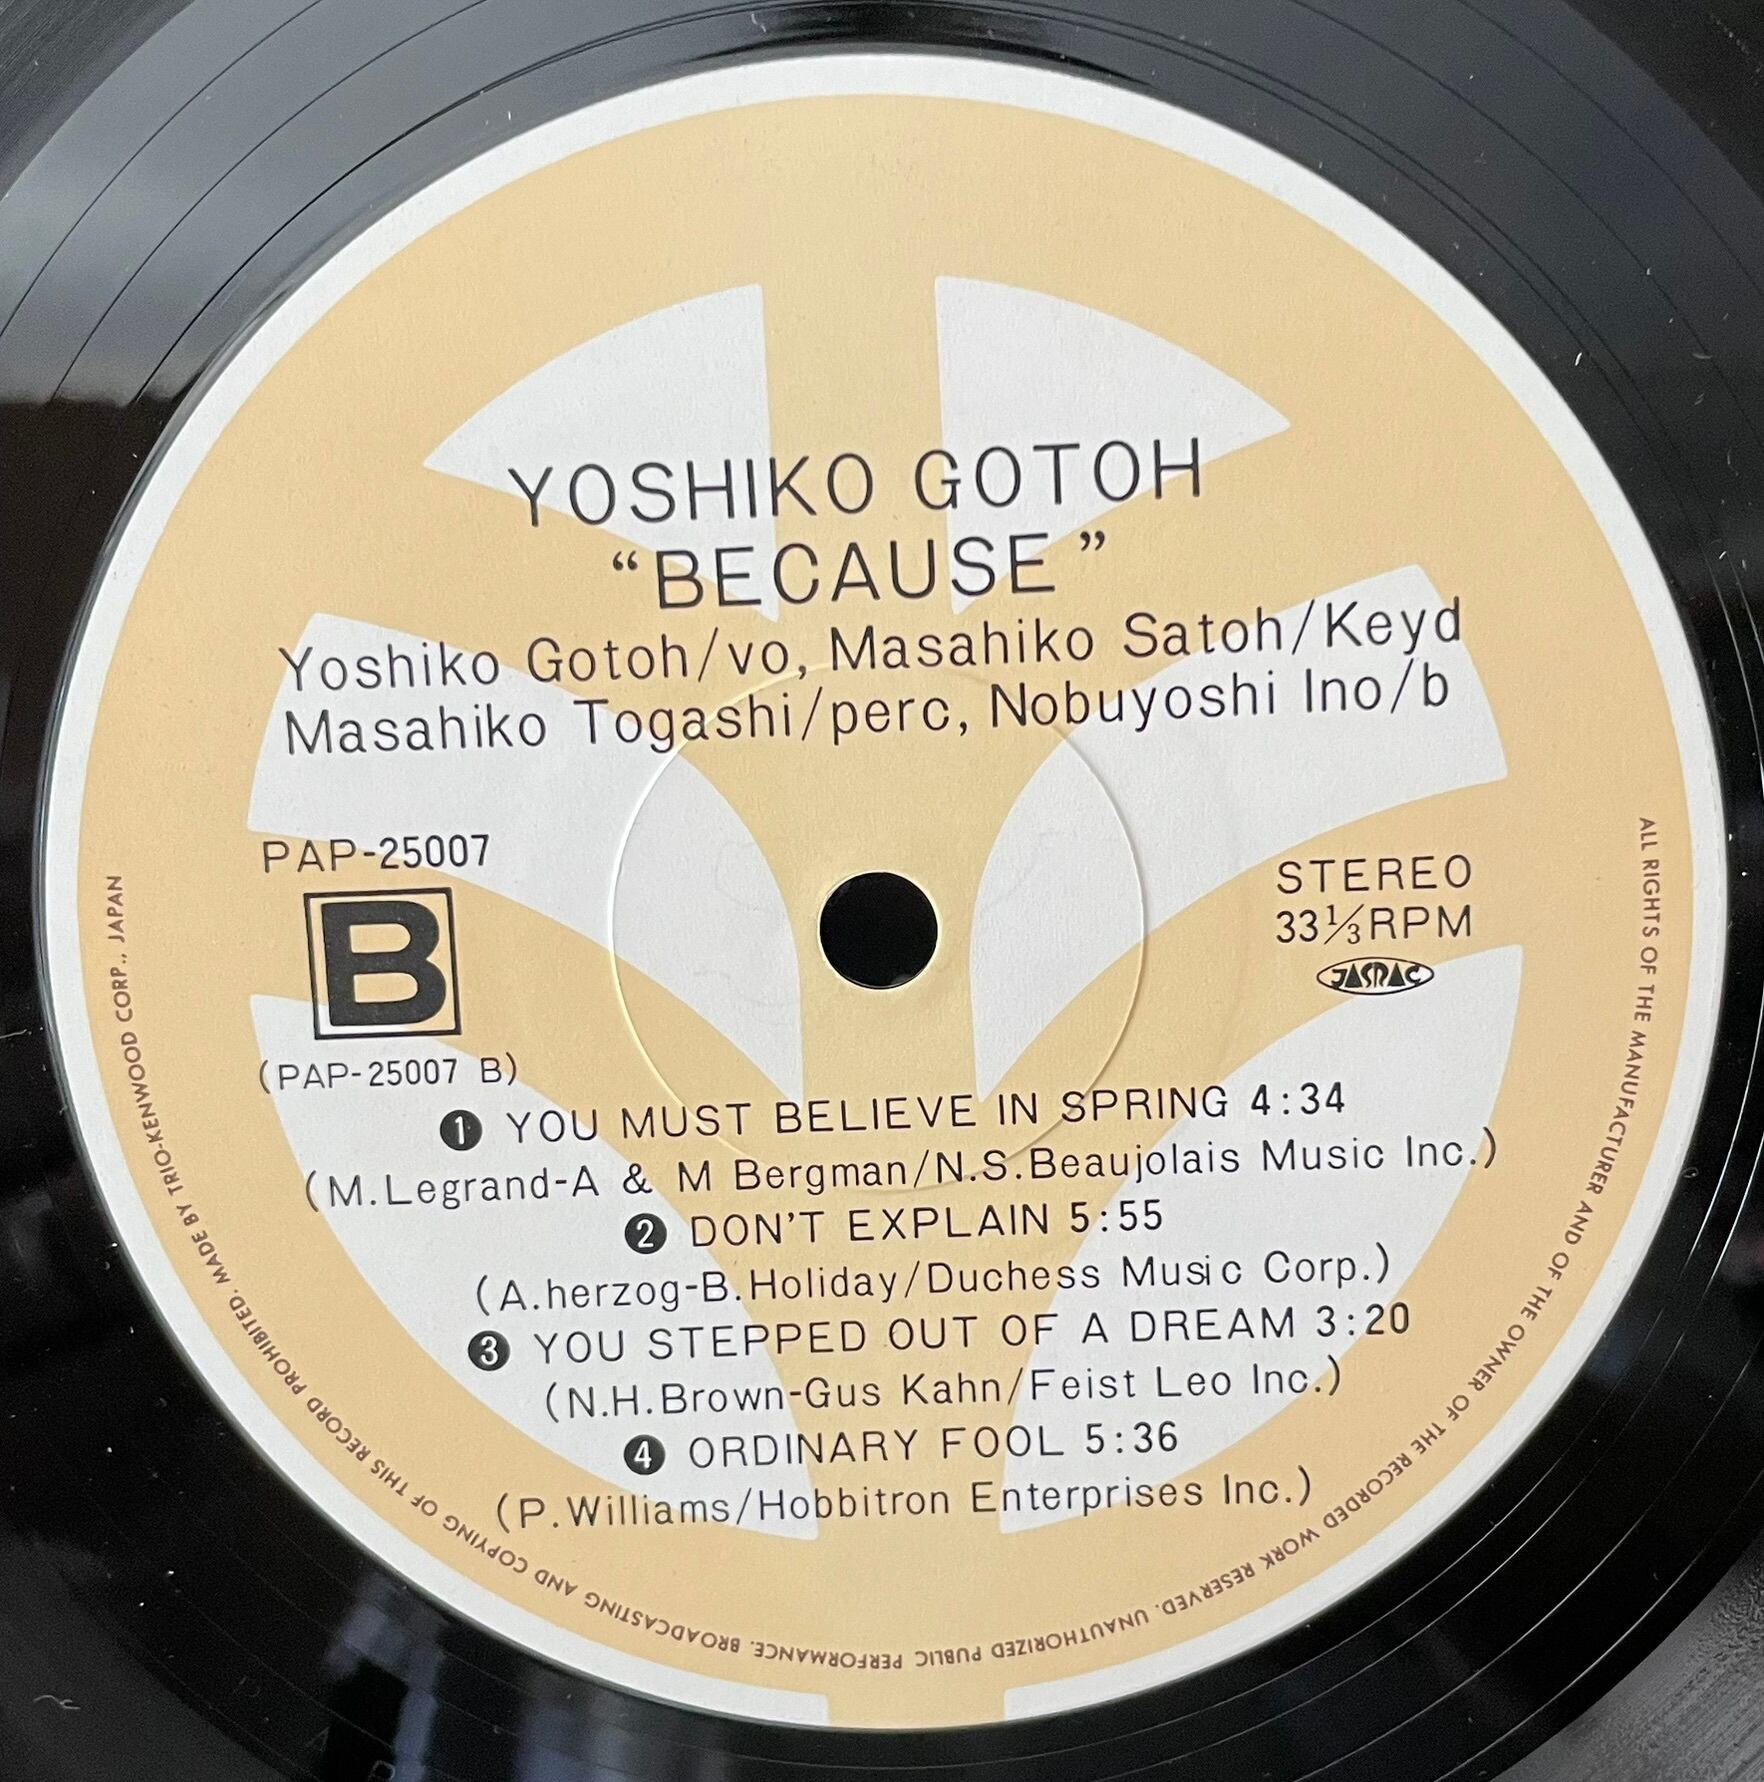 YOSHIKO GOTOH
“BECAUSE”
Yoshiko Gotoh/vo, Masahiko Satoh/Keyd
Masahiko Togashi/perc, Nobuyoshi Ino/b
PAP-25007
B
(PAP-25007 B)
STEREO
33⅓RPM
JASRAC
❶ YOU MUST BELIEVE IN SPRING 4:34
(M.Legrand-A & M Bergman/N.S.Beaujolais Music Inc.)
❷ DON'T EXPLAIN 5:55
(A.herzog-B.Holiday/Duchess Music Corp.)
❸ YOU STEPPED OUT OF A DREAM 3:20
(N.H.Brown-Gus Kahn/Feist Leo Inc.)
❹ ORDINARY FOOL 5:36
(P.Williams/Hobbitron Enterprises Inc.)
ALL RIGHTS OF THE MANUFACTURER AND OF THE OWNER OF THE RECORDED WORK RESERVED. UNAUTHORIZED PUBLIC PERFORMANCE. BROADCASTING AND COPYING OF THIS RECORD PROHIBITED. MADE BY TRIO-KENWOOD CORP., JAPAN